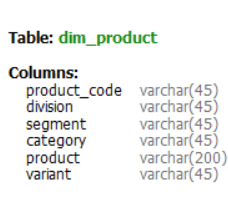 Table: dim_product
Columns:
product_code varchar(45)
division varchar(45)
segment varchar(45)
category varchar(45)
product varchar(200)
variant varchar(45)